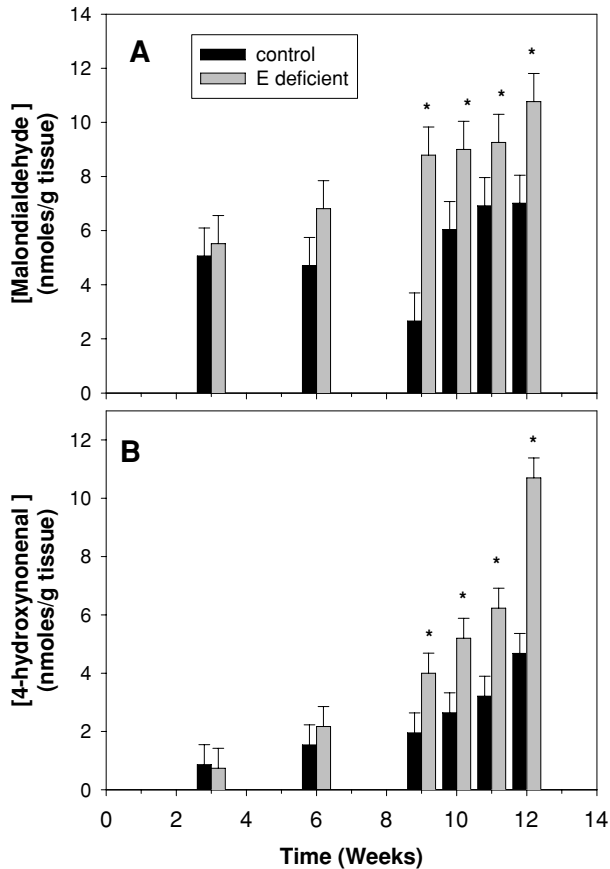 14
12
10
8
6
4
2
0
A
control
E deficient
*
*
*
*
[Malondialdehyde]
(nmoles/g tissue)
12
10
8
6
4
2
0
B
*
*
*
*
[4-hydroxynonenal]
(nmoles/g tissue)
0 2 4 6 8 10 12 14
Time (Weeks)